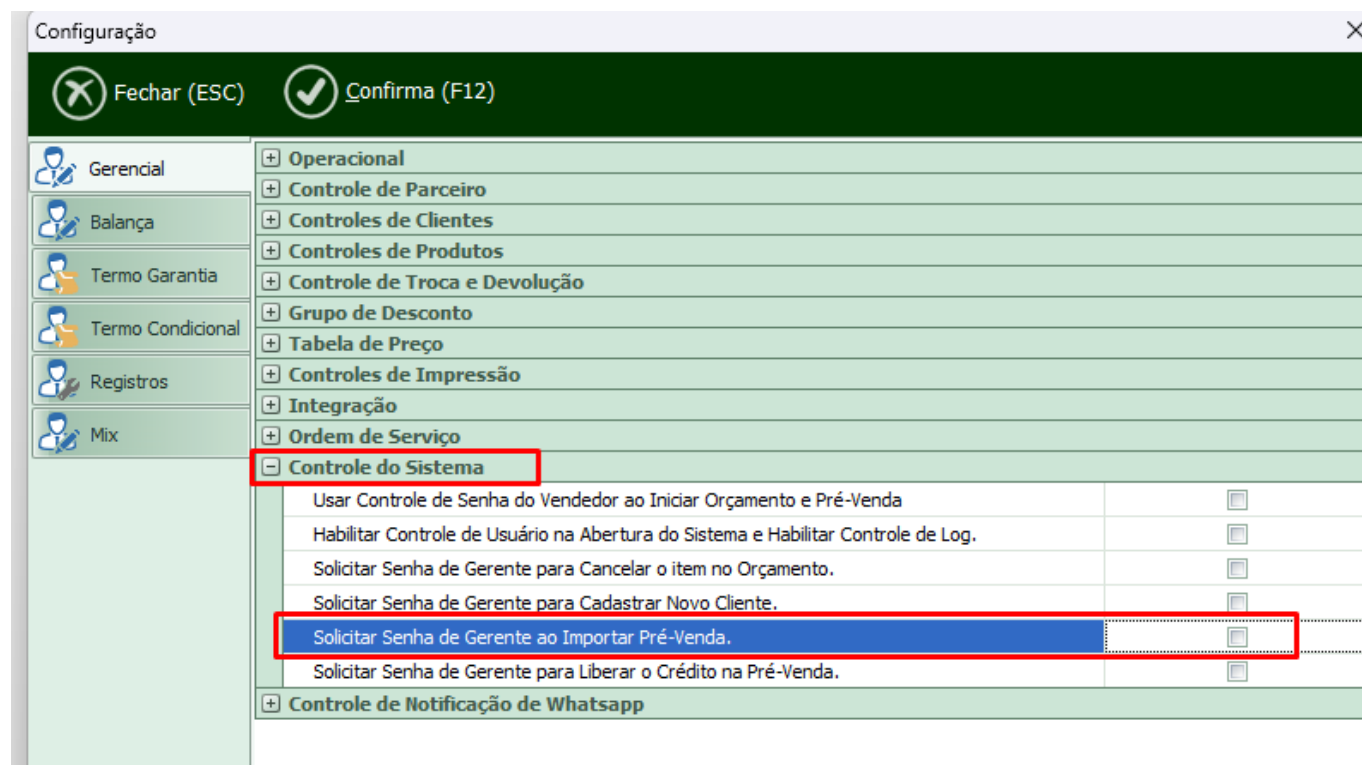 Configuração
Fechar (ESC)
Confirma (F12)
Gerencial
Balança
Termo Garantia
Termo Condicional
Registros
Mix
Operacional
Controle de Parceiro
Controles de Clientes
Controles de Produtos
Controle de Troca e Devolução
Grupo de Desconto
Tabela de Preço
Controles de Impressão
Integração
Ordem de Serviço
Controle do Sistema
Usar Controle de Senha do Vendedor ao Iniciar Orçamento e Pré-Venda
Habilitar Controle de Usuário na Abertura do Sistema e Habilitar Controle de Log.
Solicitar Senha de Gerente para Cancelar o item no Orçamento.
Solicitar Senha de Gerente para Cadastrar Novo Cliente.
Solicitar Senha de Gerente ao Importar Pré-Venda.
Solicitar Senha de Gerente para Liberar o Crédito na Pré-Venda.
Controle de Notificação de Whatsapp